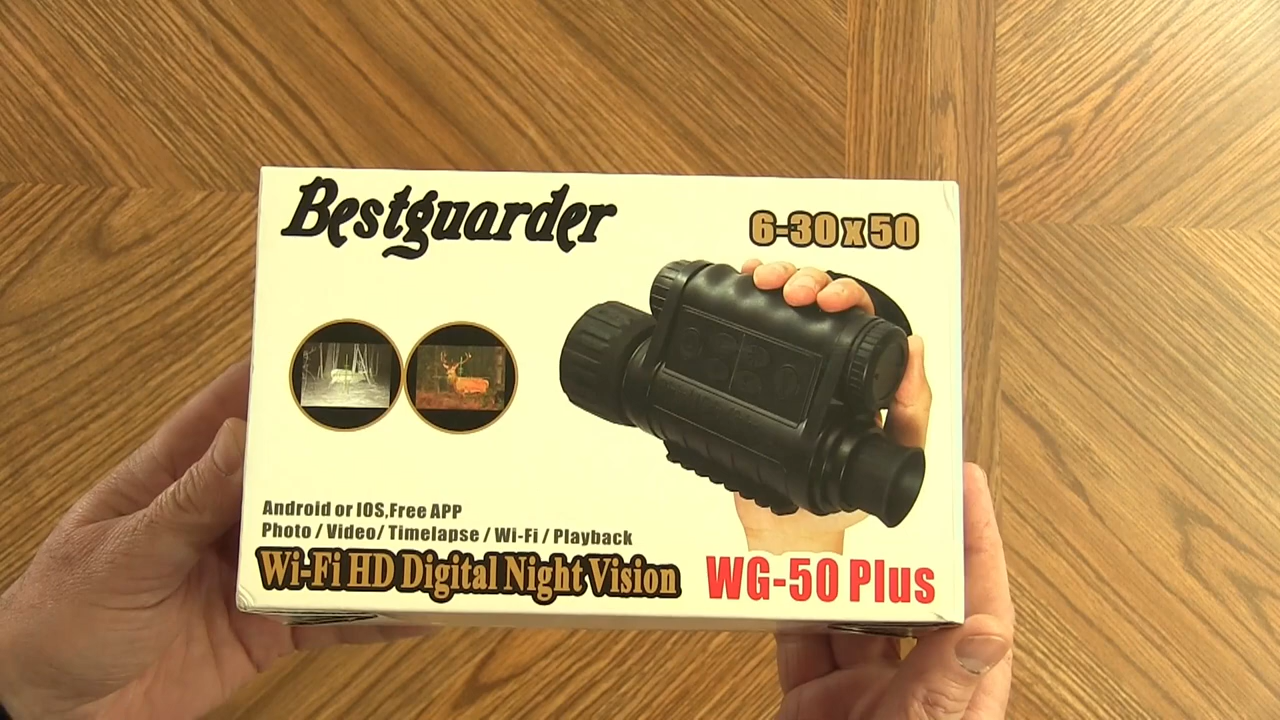 Bestguarder
6-30x50
Android or IOS,Free APP
Photo / Video/ Timelapse / Wi-Fi / Playback
Wi-Fi HD Digital Night Vision
WG-50 Plus